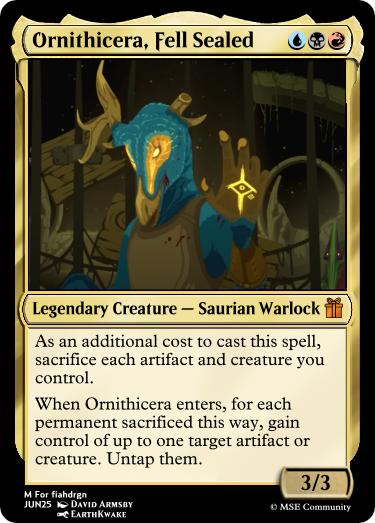 Ornithicera, Fell Sealed
Legendary Creature — Saurian Warlock
As an additional cost to cast this spell,
sacrifice each artifact and creature you
control.
When Ornithicera enters, for each
permanent sacrificed this way, gain
control of up to one target artifact or
creature. Untap them.
3/3
M For fiahdrgn
JUN25 David Armsby
EarthKwake
© MSE Community